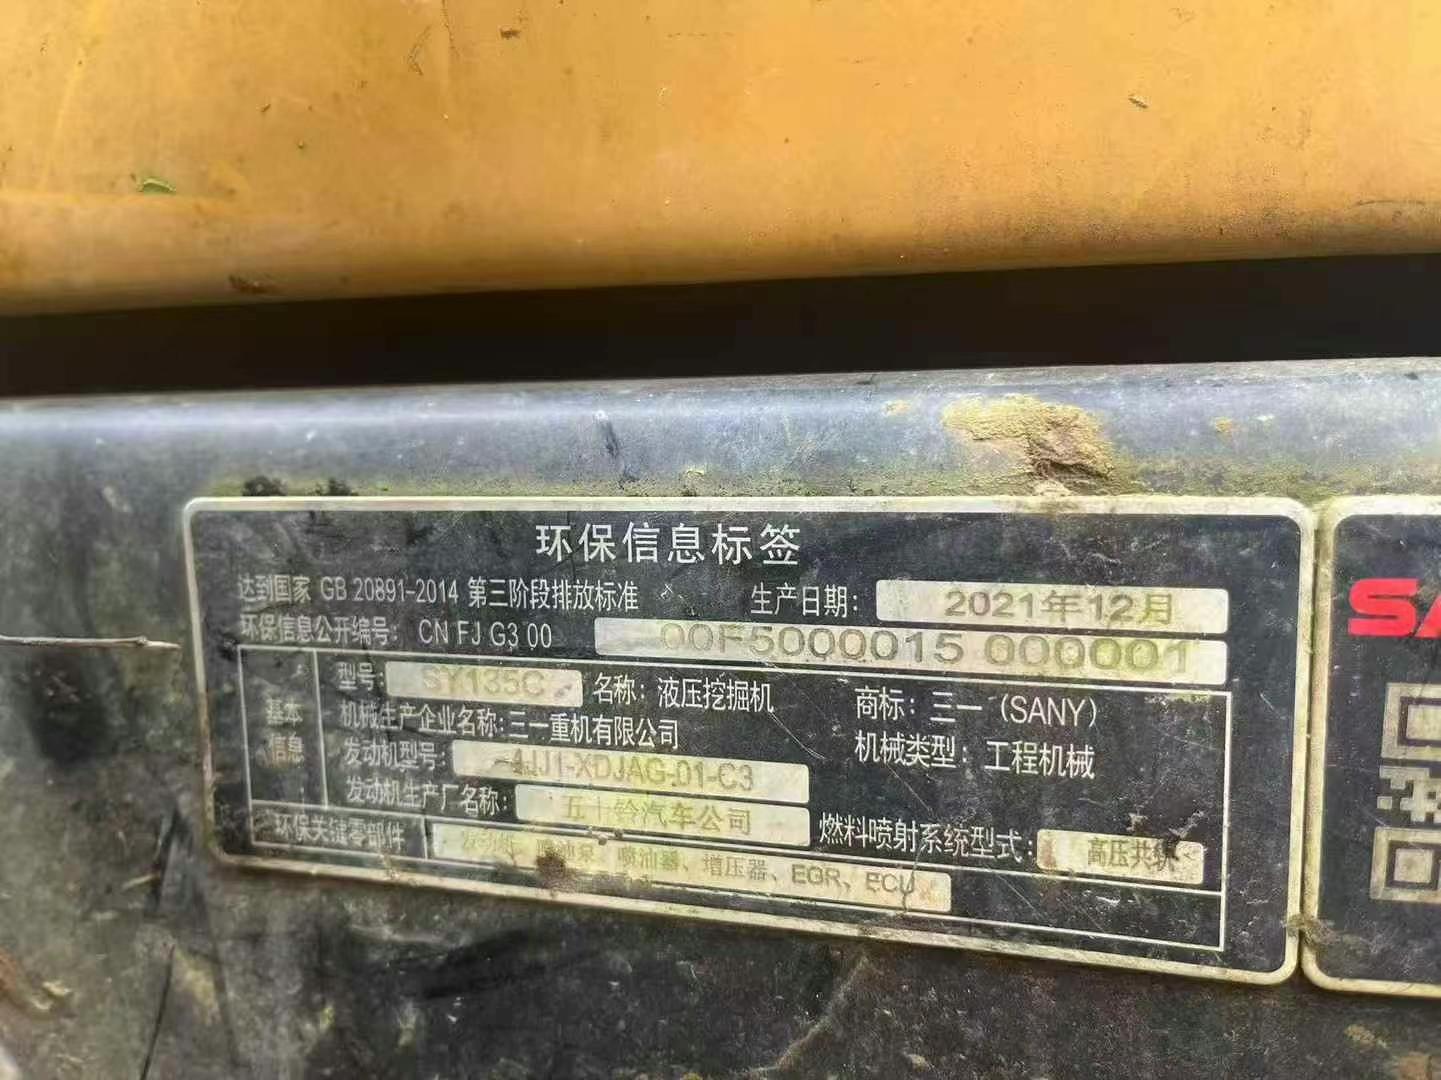 环保信息标签
达到国家 GB 20891-2014 第三阶段排放标准 生产日期: 2021年12月
环保信息公开编号: CN FJ G3 00 00F5000015 000001
基本信息
型号: SY135C 名称: 液压挖掘机 商标: 三一 (SANY)
机械生产企业名称: 三一重机有限公司 机械类型: 工程机械
发动机型号: 4JJ1-XDJAG-01-C3
发动机生产厂名称: 五十铃汽车公司 燃料喷射系统型式: 高压共轨
环保关键零部件 发动机、喷油泵、喷油器、增压器、EGR、ECU
SA